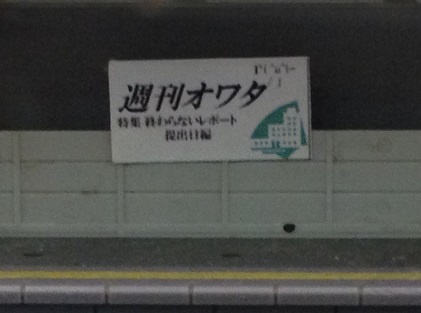 週刊オワタ
特集 終わらないレポート
提出日編